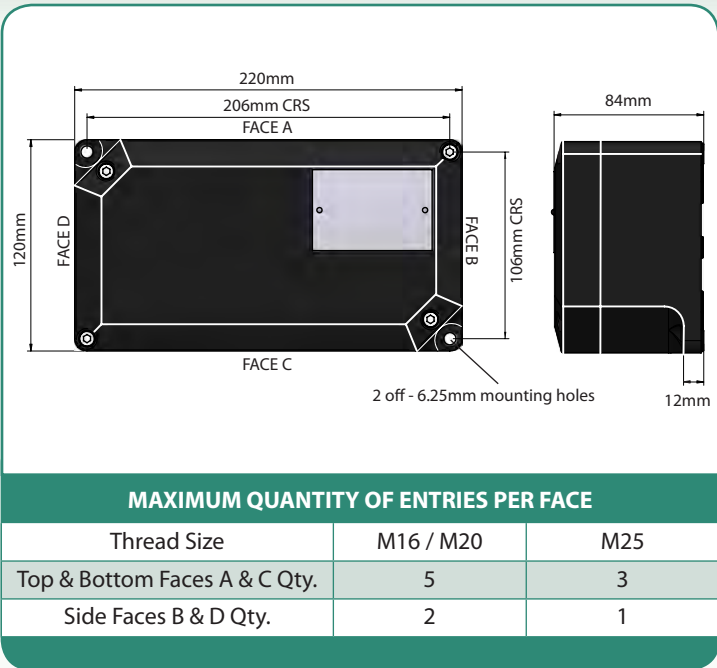 220mm
206mm CRS
FACE A
84mm
120mm
FACE D
FACE B
106mm CRS
FACE C
2 off - 6.25mm mounting holes
12mm
MAXIMUM QUANTITY OF ENTRIES PER FACE
Thread Size M16 / M20 M25
Top & Bottom Faces A & C Qty. 5 3
Side Faces B & D Qty. 2 1